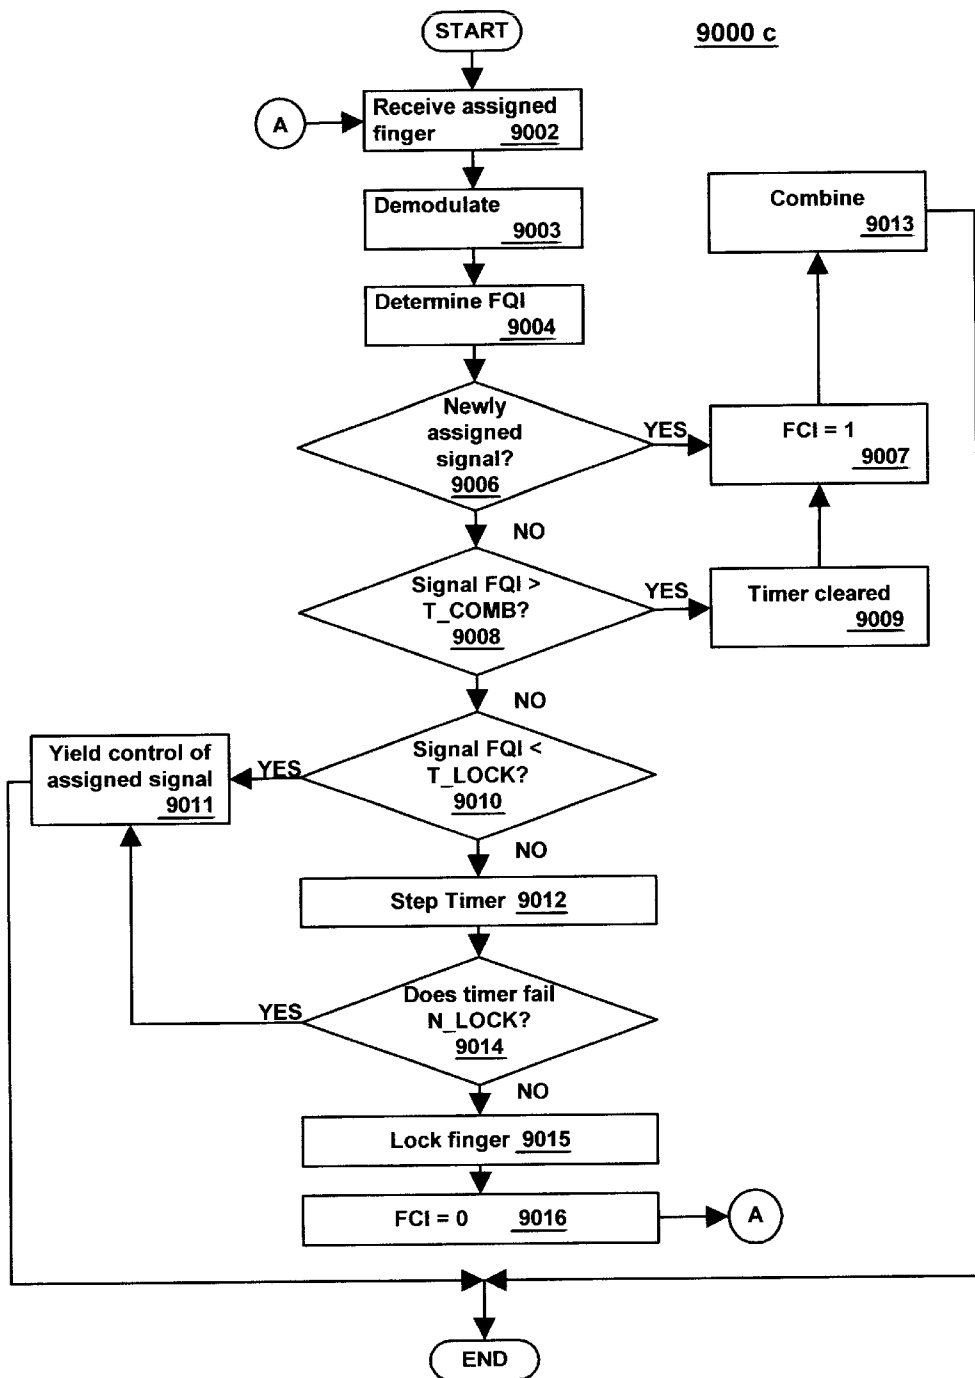 START
9000 c
A
Receive assigned
finger 9002
Demodulate
9003
Combine
9013
Determine FQI
9004
Newly
assigned
signal?
9006
YES
FCI = 1
9007
NO
Signal FQI >
T_COMB?
9008
YES
Timer cleared
9009
NO
Yield control of
assigned signal
9011
YES
Signal FQI <
T_LOCK?
9010
NO
Step Timer 9012
Does timer fail
N_LOCK?
9014
YES
NO
Lock finger 9015
FCI = 0 9016
A
END